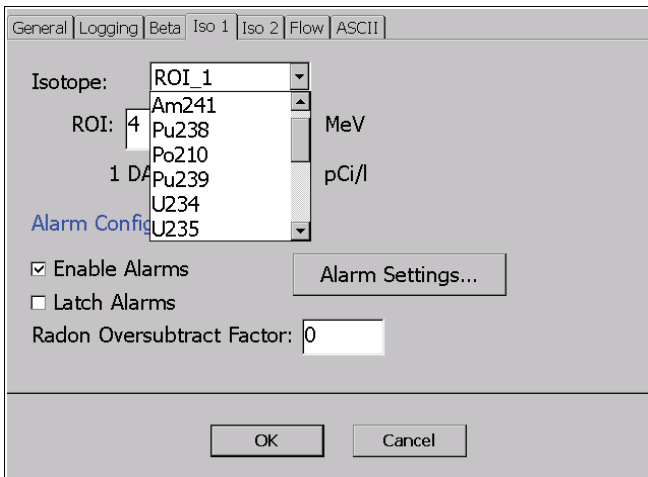 General Logging Beta Iso 1 Iso 2 Flow ASCII
Isotope: ROI_1
Am241
ROI: 4 MeV
Pu238
Po210
1 DA pCi/l
Pu239
U234
Alarm Config
U235
Enable Alarms Alarm Settings...
Latch Alarms
Radon Oversubtract Factor: 0
OK Cancel